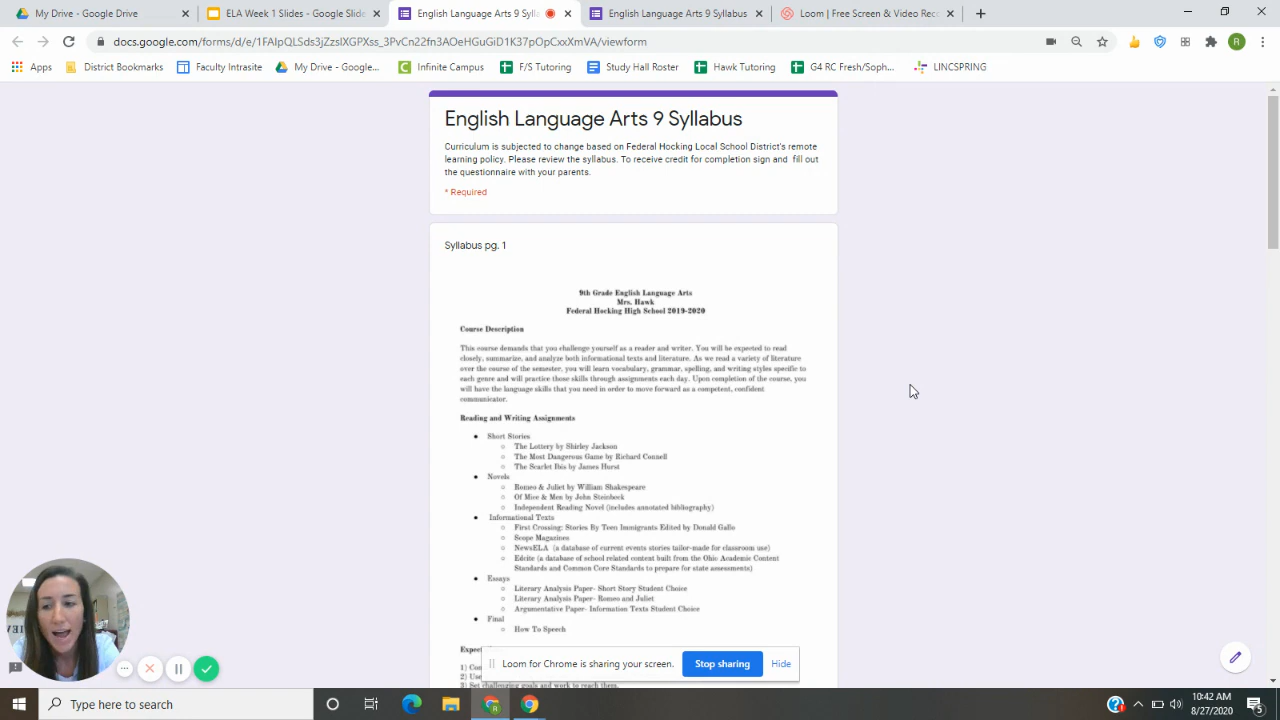 My Drive - Google Drive
ELA Weekly Slides - Google Slides
English Language Arts 9 Sylla
English Language Arts 9 Syllabus
Loom | Free Screen & Video Rec
docs.google.com/forms/d/e/
/viewform
Apps
District Bookmarks
Faculty Intrasite
My Drive - Google...
Infinite Campus
F/S Tutoring
Study Hall Roster
Hawk Tutoring
G4 RC Fresh/Soph...
LINCSPRING
English Language Arts 9 Syllabus
Curriculum is subjected to change based on Federal Hocking Local School District's remote
learning policy. Please review the syllabus. To receive credit for completion sign and fill out
the questionnaire with your parents.
* Required
Syllabus pg. 1
9th Grade English Language Arts
Mrs. Hawk
Federal Hocking High School 2019-2020
Course Description
This course demands that you challenge yourself as a reader and writer. You will be expected to read
closely, summarize, and analyze both informational texts and literature. As we read a variety of literature
over the course of the semester, you will learn vocabulary, grammar, spelling, and writing styles specific to
each genre and will practice those skills through assignments each day. Upon completion of the course, you
will have the language skills that you need in order to move forward as a competent, confident
communicator.
Reading and Writing Assignments
Short Stories
The Lottery by Shirley Jackson
The Most Dangerous Game by Richard Connell
The Scarlet Ibis by James Hurst
Novels
Romeo & Juliet by William Shakespeare
Of Mice & Men by John Steinbeck
Independent Reading Novel (includes annotated bibliography)
Informational Texts
First Crossing: Stories By Teen Immigrants Edited by Donald Gallo
Scope Magazines
NewsELA (a database of current events stories tailor-made for classroom use)
Edcite (a database of school related content built from the Ohio Academic Content
Standards and Common Core Standards to prepare for state assessments)
Essays
Literary Analysis Paper- Short Story Student Choice
Literary Analysis Paper- Romeo and Juliet
Argumentative Paper- Information Texts Student Choice
Final
How To Speech
Expec
1) Con
2) Use
3) Set challenging goals and work to reach them.
Loom for Chrome is sharing your screen.
Stop sharing
Hide
Type here to search
8:42 AM
8/27/2020